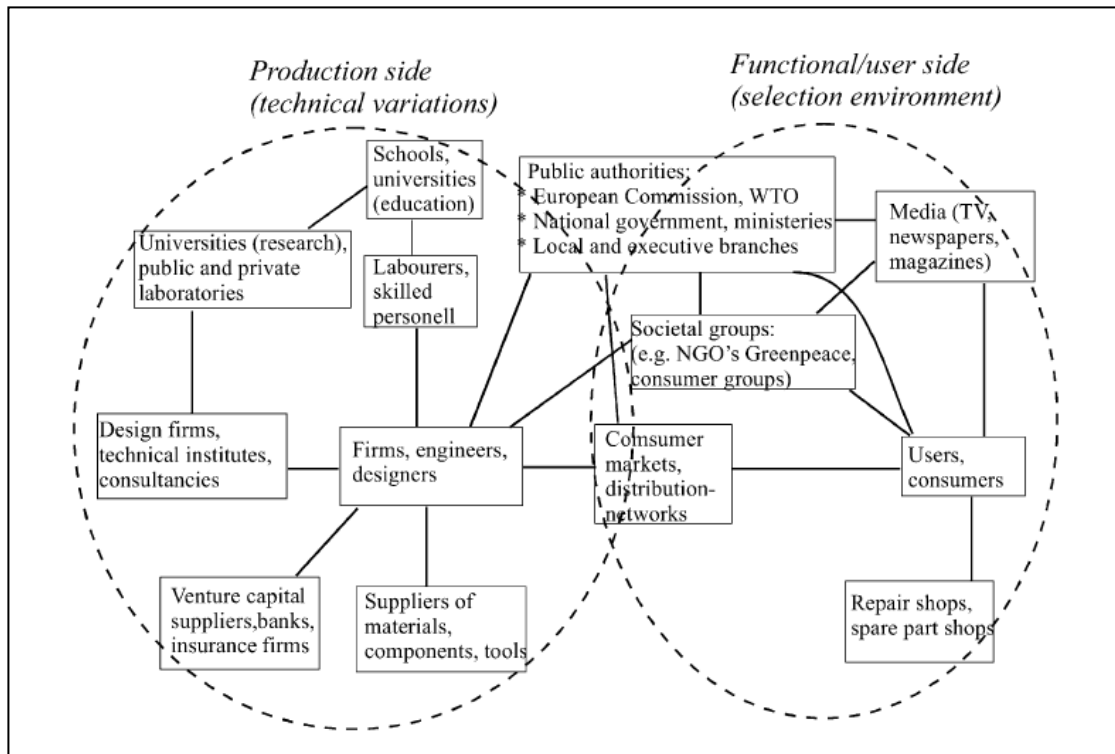 Production side
(technical variations)
Functional/user side
(selection environment)
Schools,
universities
(education)
Public authorities:
* European Commission, WTO
* National government, ministeries
* Local and executive branches
Media (TV,
newspapers,
magazines)
Universities (research),
public and private
laboratories
Labourers,
skilled
personell
Societal groups:
(e.g. NGO's Greenpeace,
consumer groups)
Design firms,
technical institutes,
consultancies
Firms, engineers,
designers
Comsumer
markets,
distribution-
networks
Users,
consumers
Venture capital
suppliers,banks,
insurance firms
Suppliers of
materials,
components, tools
Repair shops,
spare part shops